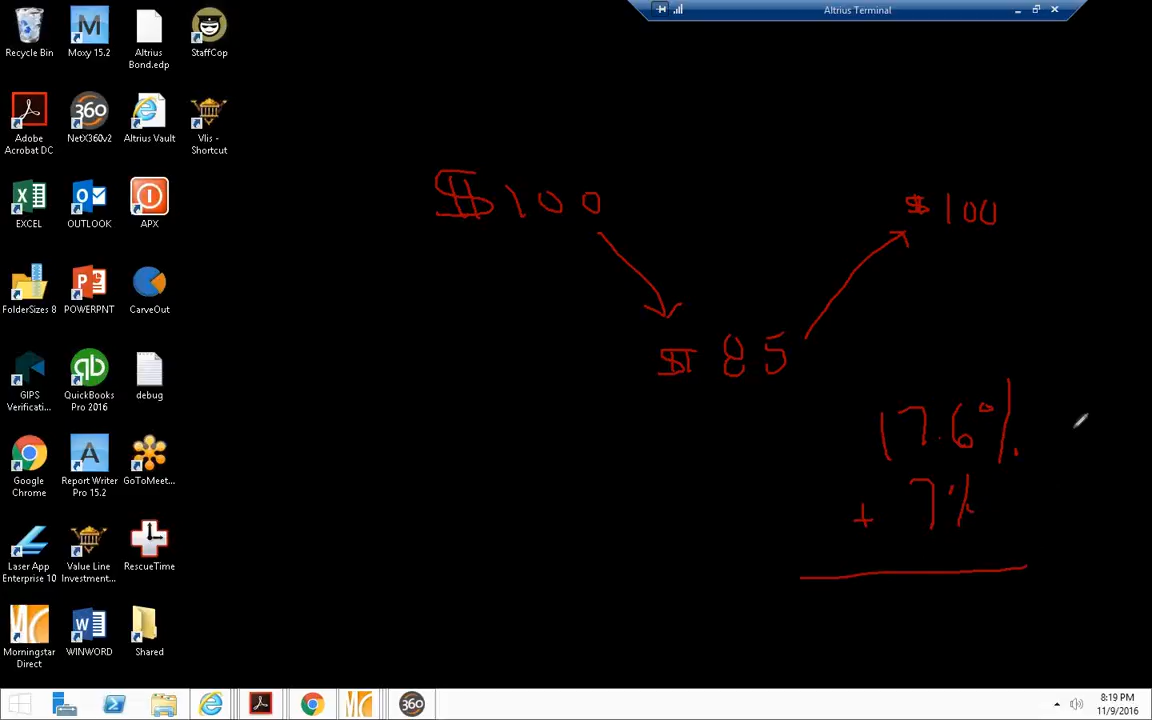 Altrius Terminal
Recycle Bin
Moxy 15.2
Altrius
Bond.edp
StaffCop
Adobe
Acrobat DC
360
NetX360v2
Altrius Vault
Vlis -
Shortcut
EXCEL
OUTLOOK
APX
FolderSizes 8
POWERPNT
CarveOut
GIPS
Verificati...
QuickBooks
Pro 2016
debug
Google
Chrome
Report Writer
Pro 15.2
GoToMeet...
Laser App
Enterprise 10
Value Line
Investment...
RescueTime
Morningstar
Direct
WINWORD
Shared
$100
$100
$85
17.6%
+ 7%
360
8:19 PM
11/9/2016